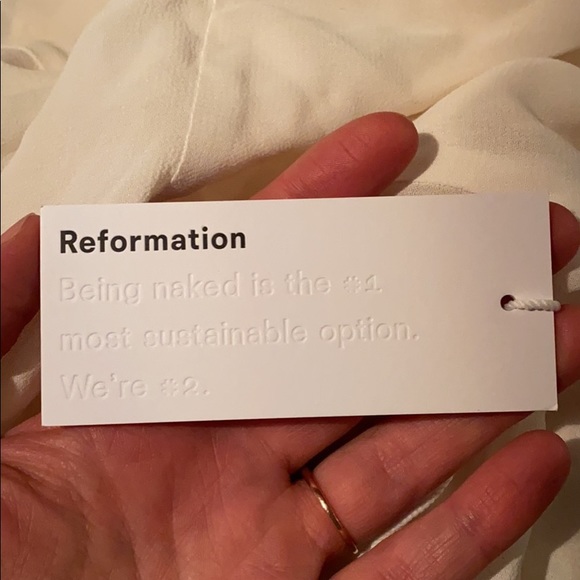 Reformation
Being naked is the #1
most sustainable option.
We're #2.